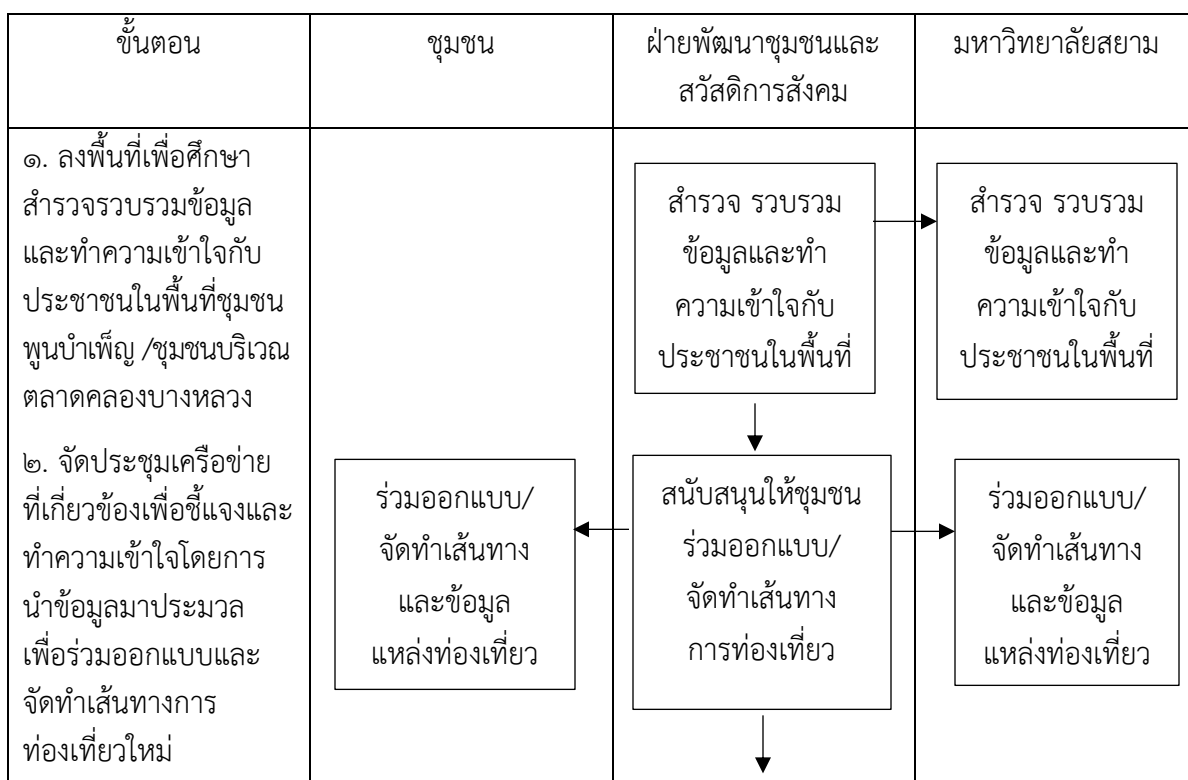 ขั้นตอน
ชุมชน
ฝ่ายพัฒนาชุมชนและ
สวัสดิการสังคม
มหาวิทยาลัยสยาม
๑. ลงพื้นที่เพื่อศึกษา
สำรวจรวบรวมข้อมูล
และทำความเข้าใจกับ
ประชาชนในพื้นที่ชุมชน
พูนบำเพ็ญ /ชุมชนบริเวณ
ตลาดคลองบางหลวง
สำรวจ รวบรวม
ข้อมูลและทำ
ความเข้าใจกับ
ประชาชนในพื้นที่
สำรวจ รวบรวม
ข้อมูลและทำ
ความเข้าใจกับ
ประชาชนในพื้นที่
๒. จัดประชุมเครือข่าย
ที่เกี่ยวข้องเพื่อชี้แจงและ
ทำความเข้าใจโดยการ
นำข้อมูลมาประมวล
เพื่อร่วมออกแบบและ
จัดทำเส้นทางการ
ท่องเที่ยวใหม่
ร่วมออกแบบ/
จัดทำเส้นทาง
และข้อมูล
แหล่งท่องเที่ยว
สนับสนุนให้ชุมชน
ร่วมออกแบบ/
จัดทำเส้นทาง
การท่องเที่ยว
ร่วมออกแบบ/
จัดทำเส้นทาง
และข้อมูล
แหล่งท่องเที่ยว